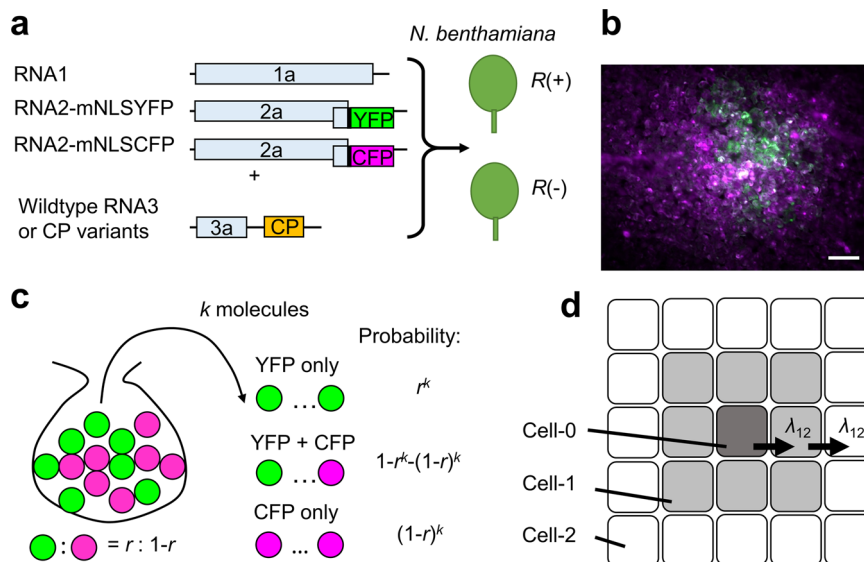 a
N. benthamiana
RNA1
1a
R(+)
RNA2-mNLSYFP
2a
YFP
RNA2-mNLSCFP
2a
CFP
+
R(-)
Wildtype RNA3
or CP variants
3a
CP
b
c
k molecules
Probability:
YFP only
...
r^k
YFP + CFP
...
1-r^k-(1-r)^k
CFP only
...
(1-r)^k
: = r : 1-r
d
λ12 λ12
Cell-0
Cell-1
Cell-2